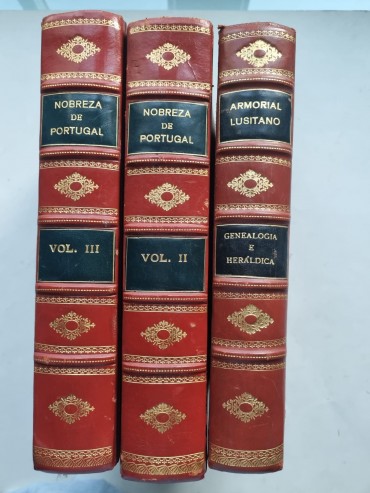 NOBREZA
DE
PORTUGAL
VOL. III
NOBREZA
DE
PORTUGAL
VOL. II
ARMORIAL
LUSITANO
GENEALOGIA
E
HERÁLDICA